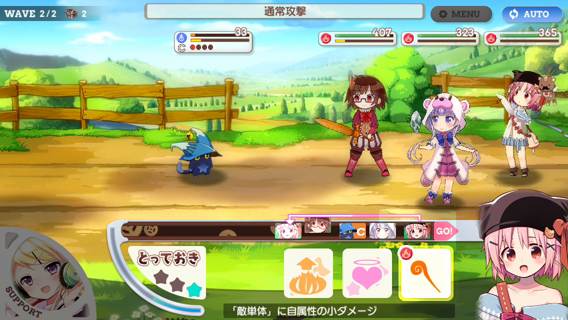 WAVE 2/2 2
通常攻撃
MENU
AUTO
33
C
407
323
365
C
GO!
とっておき
SUPPORT
「敵単体」に自属性の小ダメージ